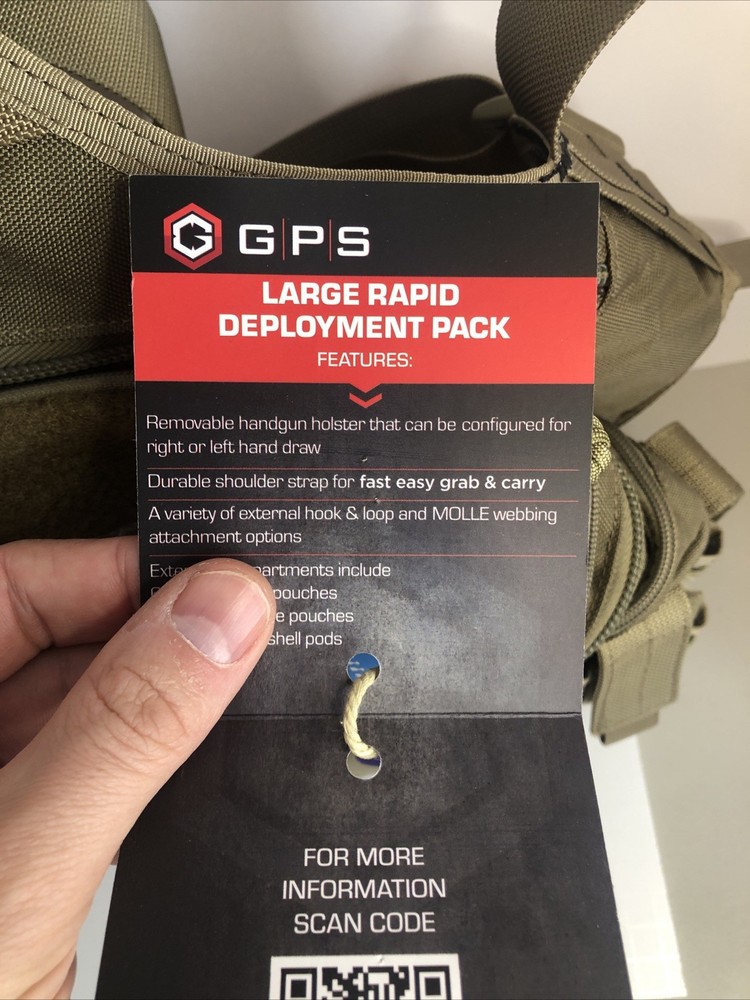 G|P|S
LARGE RAPID
DEPLOYMENT PACK
FEATURES:
Removable handgun holster that can be configured for
right or left hand draw
Durable shoulder strap for fast easy grab & carry
A variety of external hook & loop and MOLLE webbing
attachment options
include
pouches
pouches
shell pods
FOR MORE
INFORMATION
SCAN CODE